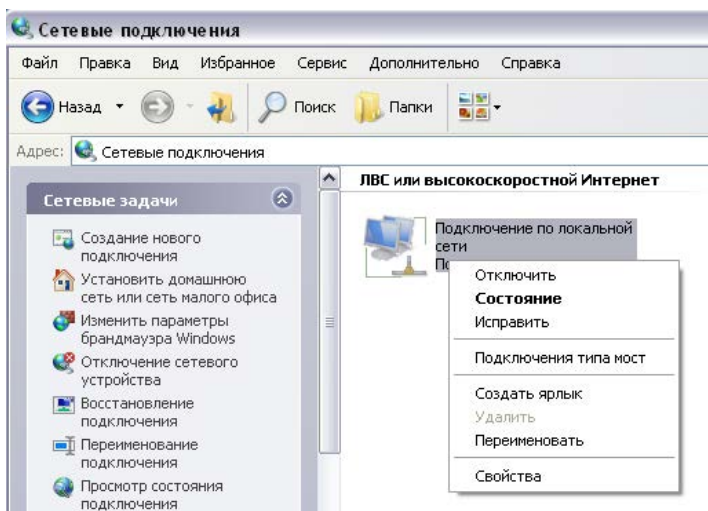 Сетевые подключения
Файл Правка Вид Избранное Сервис Дополнительно Справка
Назад Поиск Папки
Адрес: Сетевые подключения
Сетевые задачи
Создание нового
подключения
Установить домашнюю
сеть или сеть малого офиса
Изменить параметры
брандмауэра Windows
Отключение сетевого
устройства
Восстановление
подключения
Переименование
подключения
Просмотр состояния
подключения
ЛВС или высокоскоростной Интернет
Подключение по локальной
сети
Отключить
Состояние
Исправить
Подключения типа мост
Создать ярлык
Удалить
Переименовать
Свойства